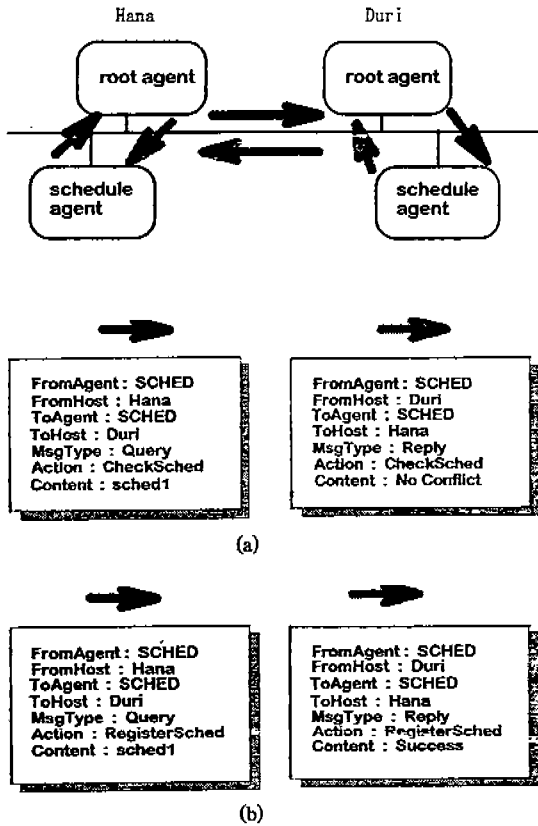 Hana
Duri
root agent
root agent
schedule
agent
schedule
agent
FromAgent : SCHED
FromHost : Hana
ToAgent : SCHED
ToHost : Duri
MsgType : Query
Action : CheckSched
Content : sched1
FromAgent : SCHED
FromHost : Duri
ToAgent : SCHED
ToHost : Hana
MsgType : Reply
Action : CheckSched
Content : No Conflict
(a)
FromAgent : SCHED
FromHost : Hana
ToAgent : SCHED
ToHost : Duri
MsgType : Query
Action : RegisterSched
Content : sched1
FromAgent : SCHED
FromHost : Duri
ToAgent : SCHED
ToHost : Hana
MsgType : Reply
Action : RegisterSched
Content : Success
(b)